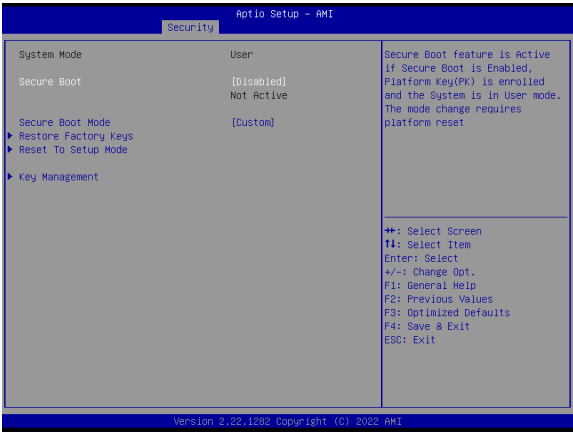 Aptio Setup - AMI
Security
System Mode User
Secure Boot [Disabled]
Not Active
Secure Boot Mode [Custom]
Restore Factory Keys
Reset To Setup Mode
Key Management
Secure Boot feature is Active
if Secure Boot is Enabled,
Platform Key(PK) is enrolled
and the System is in User mode.
The mode change requires
platform reset
→←: Select Screen
↑↓: Select Item
Enter: Select
+/-: Change Opt.
F1: General Help
F2: Previous Values
F3: Optimized Defaults
F4: Save & Exit
ESC: Exit
Version 2.22.1282 Copyright (C) 2022 AMI